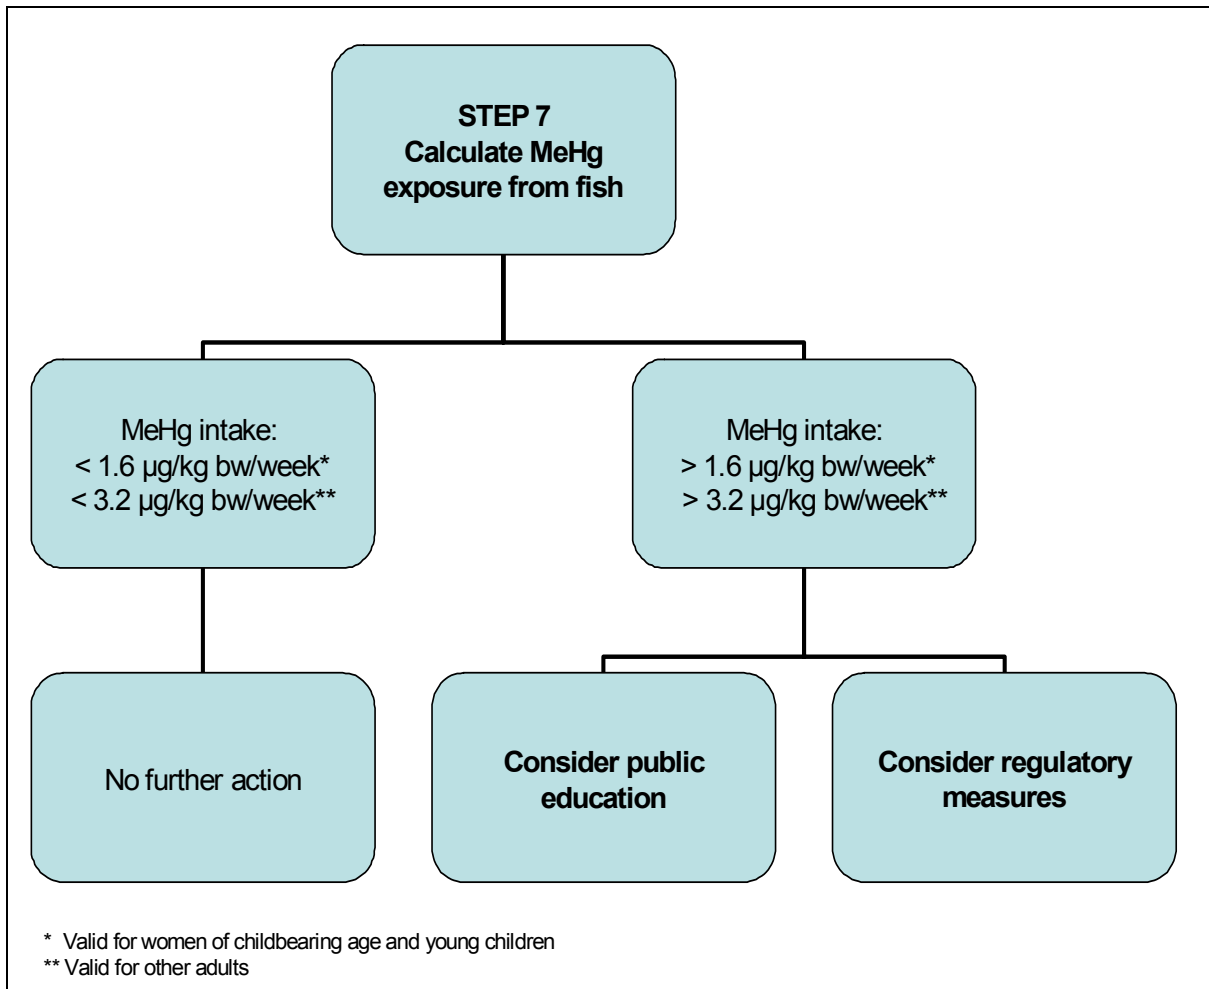 STEP 7
Calculate MeHg
exposure from fish
MeHg intake:
< 1.6 µg/kg bw/week*
< 3.2 µg/kg bw/week**
MeHg intake:
> 1.6 µg/kg bw/week*
> 3.2 µg/kg bw/week**
No further action
Consider public
education
Consider regulatory
measures
* Valid for women of childbearing age and young children
** Valid for other adults